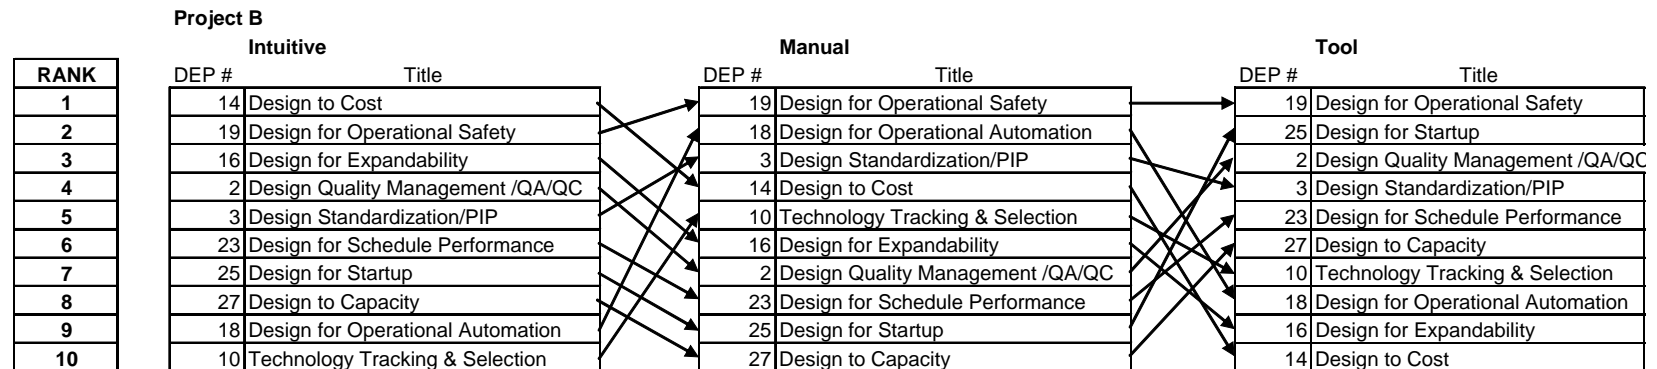 Project B
Intuitive Manual Tool
RANK DEP # Title DEP # Title DEP # Title
1 14 Design to Cost 19 Design for Operational Safety 19 Design for Operational Safety
2 19 Design for Operational Safety 18 Design for Operational Automation 25 Design for Startup
3 16 Design for Expandability 3 Design Standardization/PIP 2 Design Quality Management /QA/QC
4 2 Design Quality Management /QA/QC 14 Design to Cost 3 Design Standardization/PIP
5 3 Design Standardization/PIP 10 Technology Tracking & Selection 23 Design for Schedule Performance
6 23 Design for Schedule Performance 16 Design for Expandability 27 Design to Capacity
7 25 Design for Startup 2 Design Quality Management /QA/QC 10 Technology Tracking & Selection
8 27 Design to Capacity 23 Design for Schedule Performance 18 Design for Operational Automation
9 18 Design for Operational Automation 25 Design for Startup 16 Design for Expandability
10 10 Technology Tracking & Selection 27 Design to Capacity 14 Design to Cost